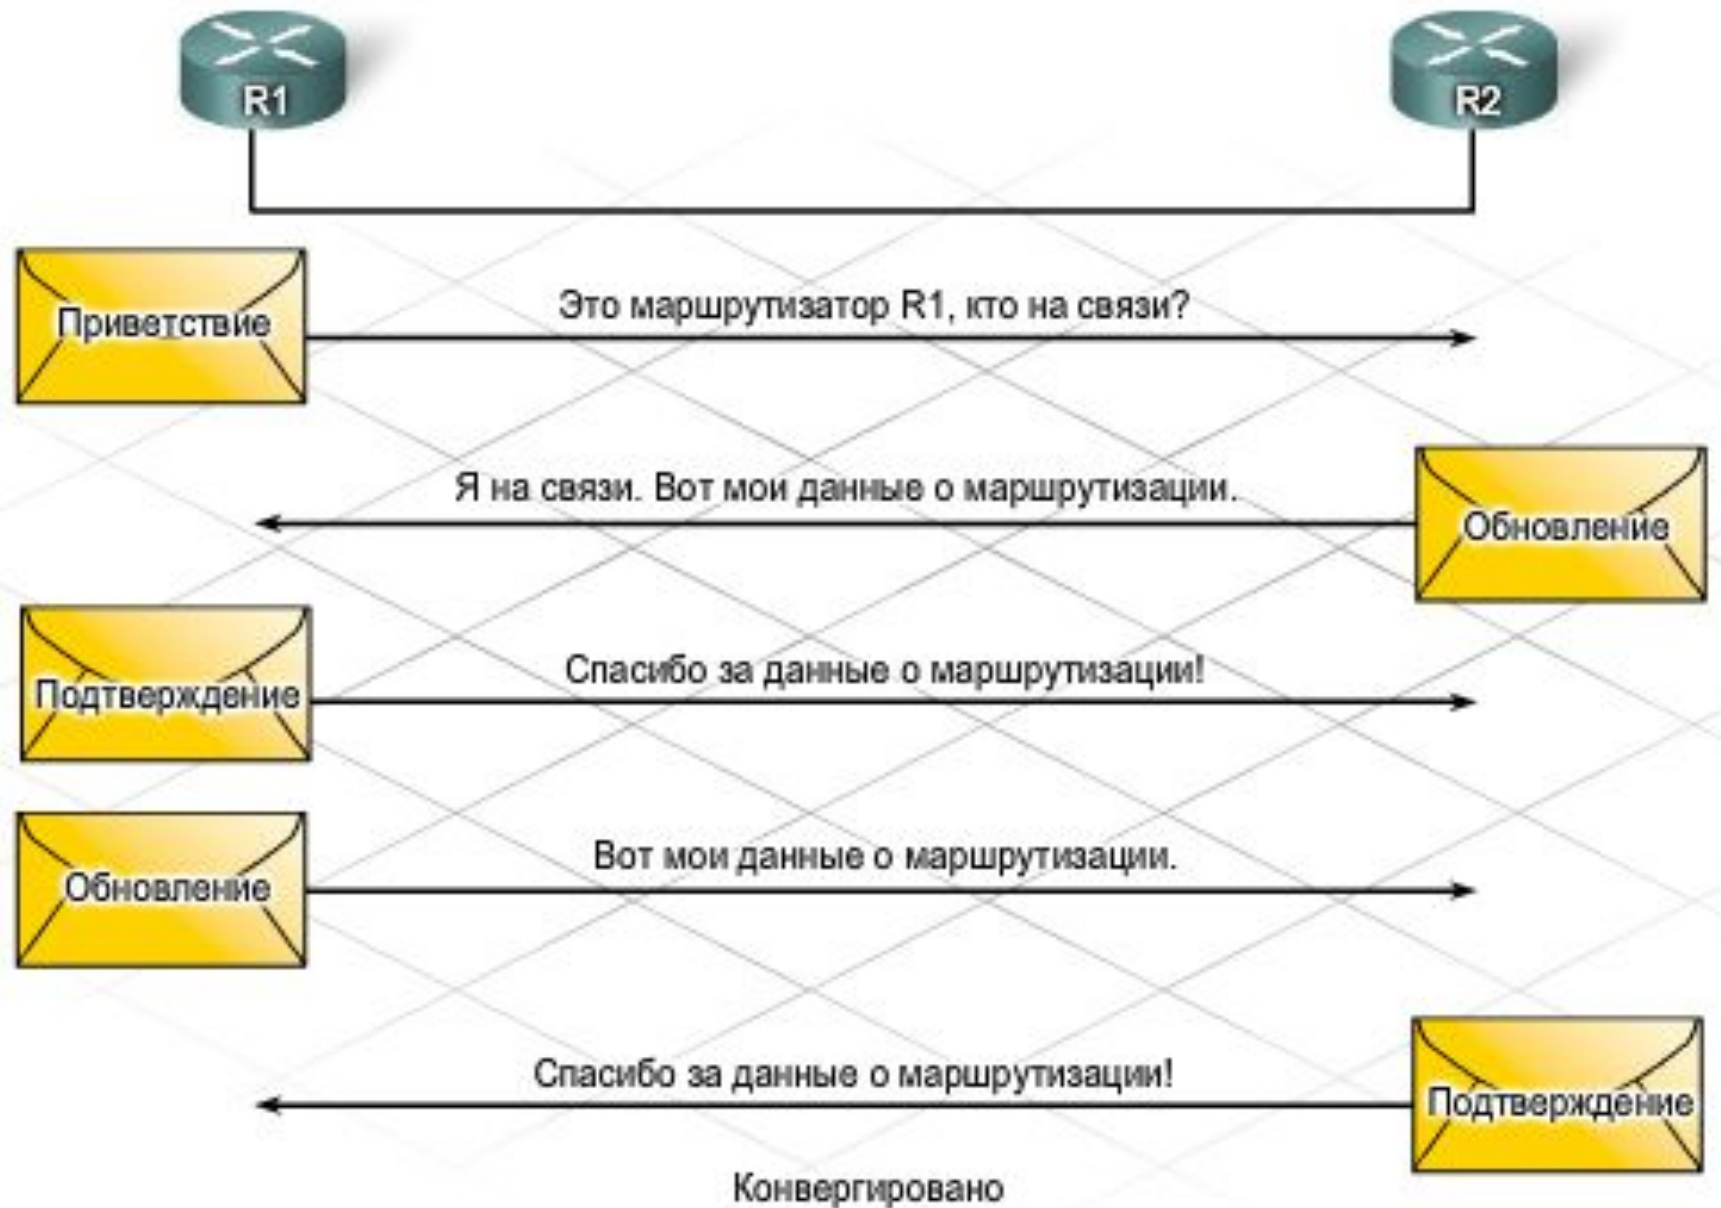 R1
R2
Приветствие
Это маршрутизатор R1, кто на связи?
Я на связи. Вот мои данные о маршрутизации.
Обновление
Подтверждение
Спасибо за данные о маршрутизации!
Обновление
Вот мои данные о маршрутизации.
Спасибо за данные о маршрутизации!
Подтверждение
Конвергировано